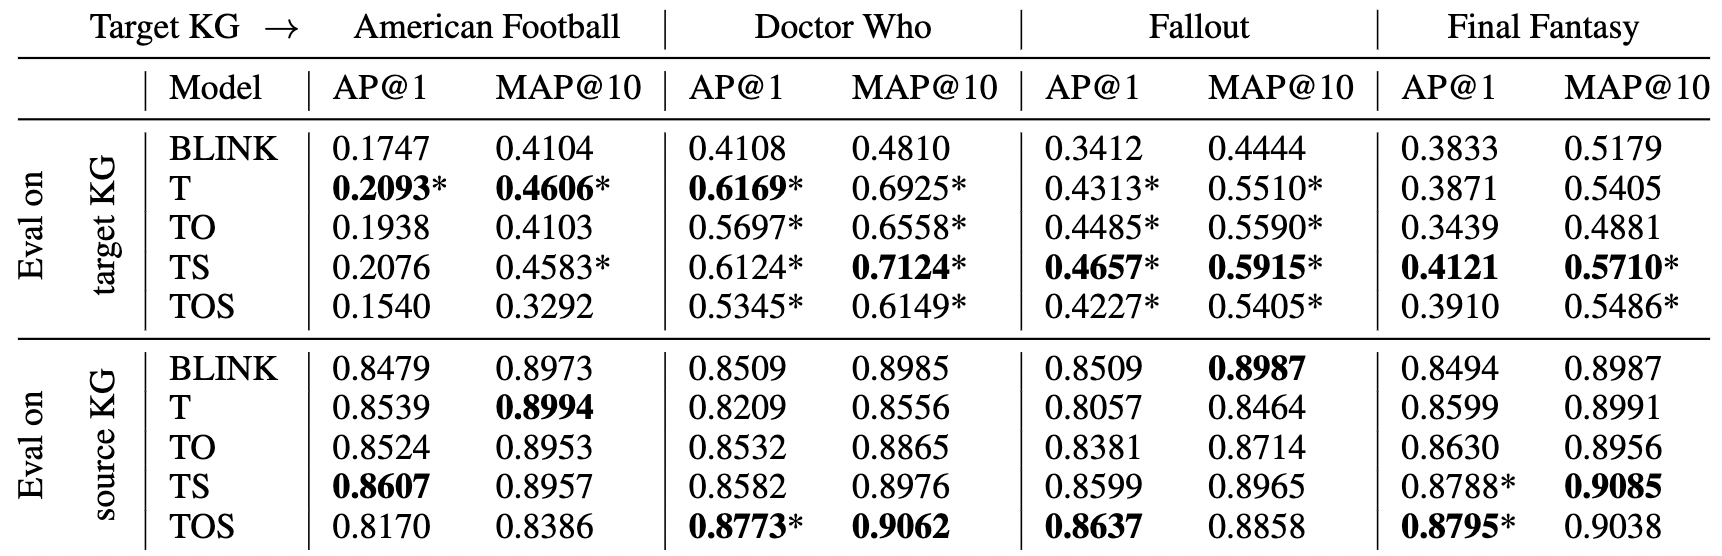 Target KG → American Football Doctor Who Fallout Final Fantasy
Model AP@1 MAP@10 AP@1 MAP@10 AP@1 MAP@10 AP@1 MAP@10
Eval on target KG
BLINK 0.1747 0.4104 0.4108 0.4810 0.3412 0.4444 0.3833 0.5179
T 0.2093* 0.4606* 0.6169* 0.6925* 0.4313* 0.5510* 0.3871 0.5405
TO 0.1938 0.4103 0.5697* 0.6558* 0.4485* 0.5590* 0.3439 0.4881
TS 0.2076 0.4583* 0.6124* 0.7124* 0.4657* 0.5915* 0.4121 0.5710*
TOS 0.1540 0.3292 0.5345* 0.6149* 0.4227* 0.5405* 0.3910 0.5486*
Eval on source KG
BLINK 0.8479 0.8973 0.8509 0.8985 0.8509 0.8987 0.8494 0.8987
T 0.8539 0.8994 0.8209 0.8556 0.8057 0.8464 0.8599 0.8991
TO 0.8524 0.8953 0.8532 0.8865 0.8381 0.8714 0.8630 0.8956
TS 0.8607 0.8957 0.8582 0.8976 0.8599 0.8965 0.8788* 0.9085
TOS 0.8170 0.8386 0.8773* 0.9062 0.8637 0.8858 0.8795* 0.9038